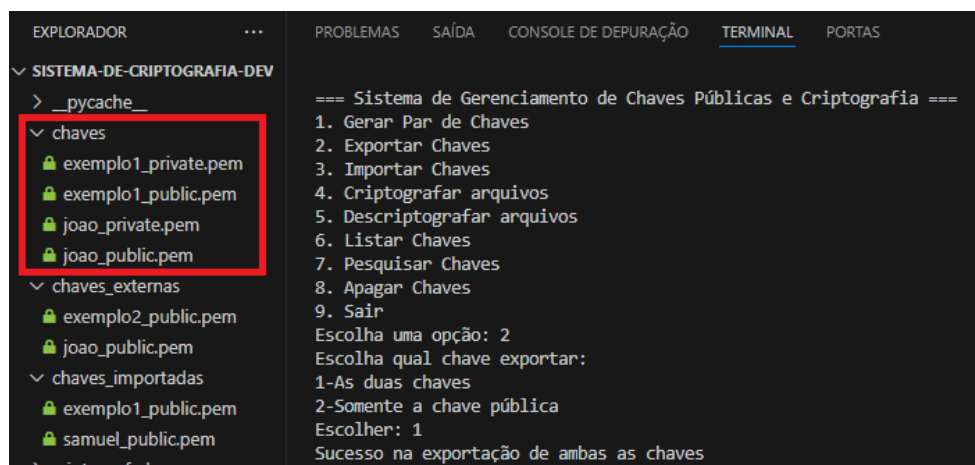 EXPLORADOR ...
SISTEMA-DE-CRIPTOGRAFIA-DEV
__pycache__
chaves
exemplo1_private.pem
exemplo1_public.pem
joao_private.pem
joao_public.pem
chaves_externas
exemplo2_public.pem
joao_public.pem
chaves_importadas
exemplo1_public.pem
samuel_public.pem
PROBLEMAS SAÍDA CONSOLE DE DEPURAÇÃO TERMINAL PORTAS
=== Sistema de Gerenciamento de Chaves Públicas e Criptografia ===
1. Gerar Par de Chaves
2. Exportar Chaves
3. Importar Chaves
4. Criptografar arquivos
5. Descriptografar arquivos
6. Listar Chaves
7. Pesquisar Chaves
8. Apagar Chaves
9. Sair
Escolha uma opção: 2
Escolha qual chave exportar:
1-As duas chaves
2-Somente a chave pública
Escolher: 1
Sucesso na exportação de ambas as chaves